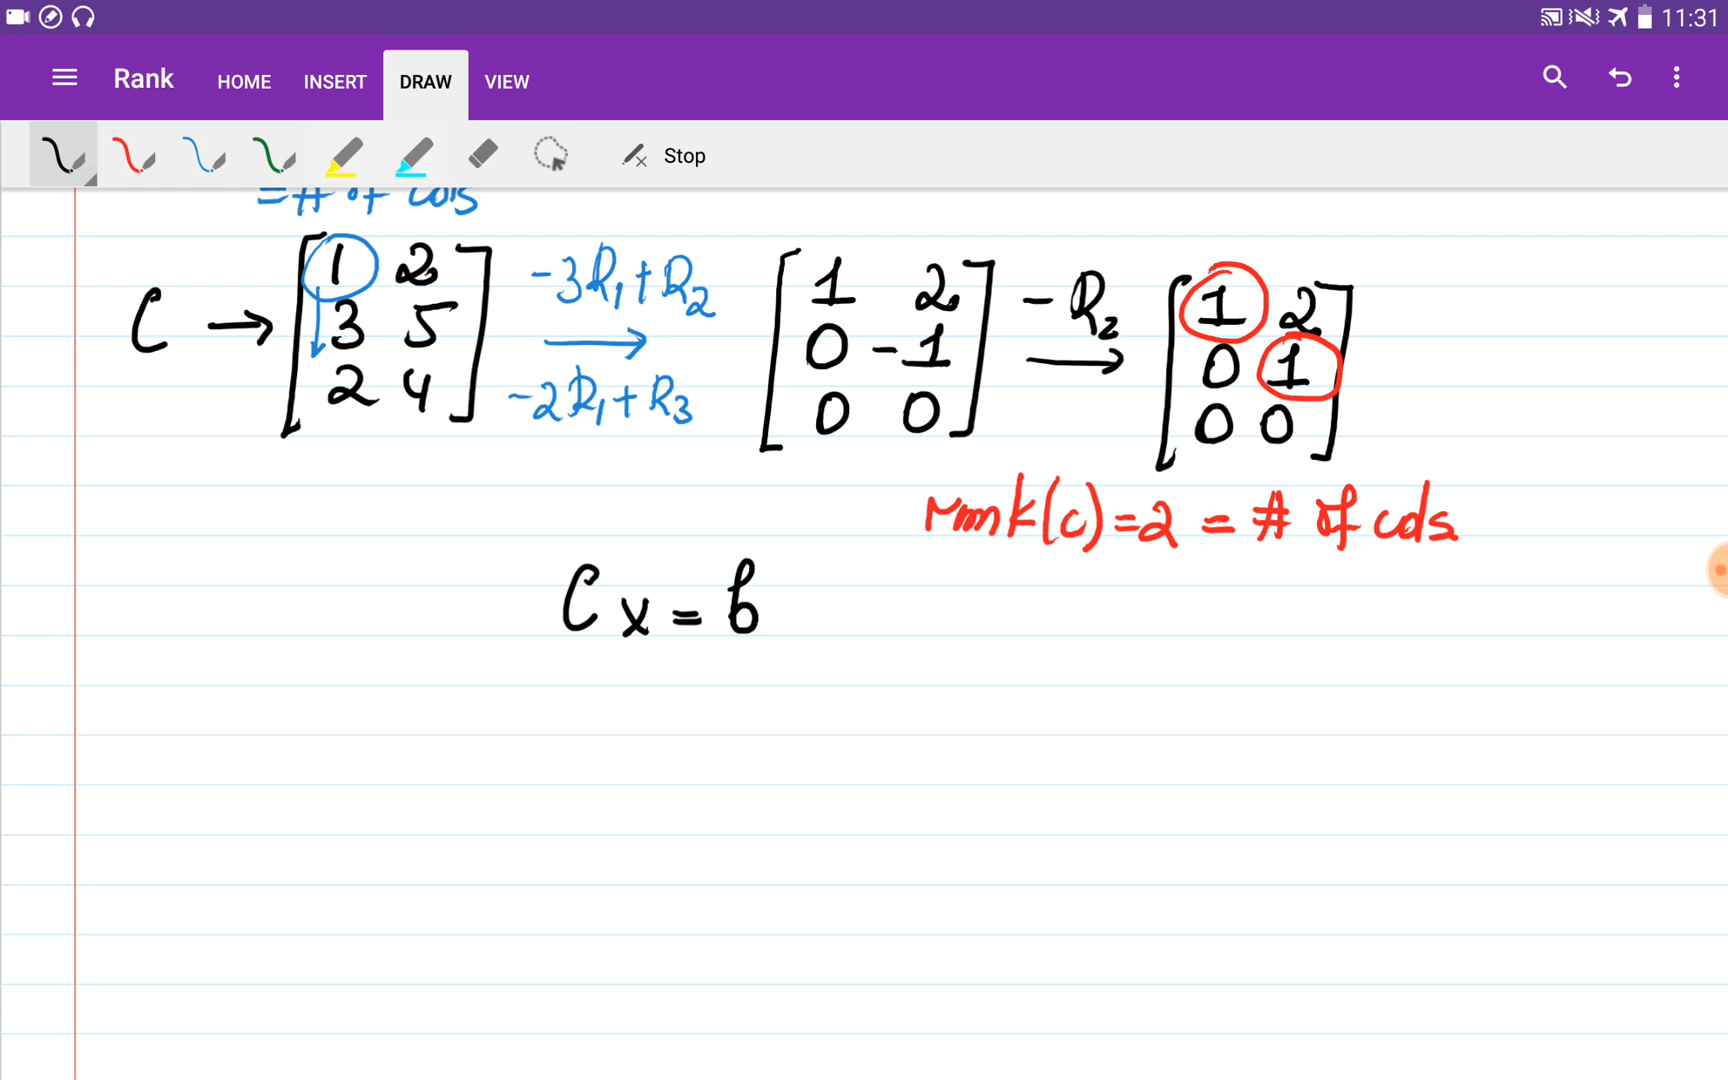 11:31
Rank HOME INSERT DRAW VIEW
Stop
= # of cols
C → [1 2 -3R₁+R₂ [1 2 -R₂ [1 2
3 5 → 0 -1 → 0 1
2 4] -2R₁+R₃ 0 0] 0 0]
rank(C)=2 = # of cols
Cx = b